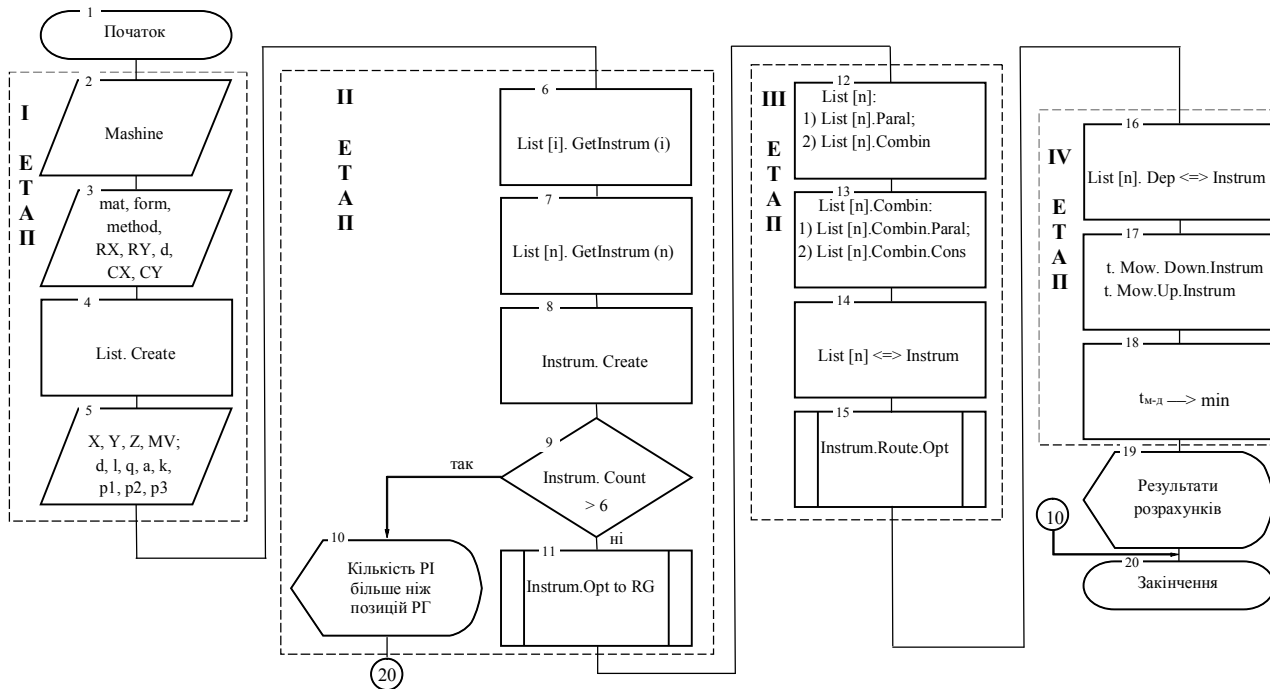 1
Початок
I
Е
Т
А
П
2
Mashine
3
mat, form,
method,
RX, RY, d,
CX, CY
4
List. Create
5
X, Y, Z, MV;
d, l, q, a, k,
p1, p2, p3
II
Е
Т
А
П
6
List [i]. GetInstrum (i)
7
List [n]. GetInstrum (n)
8
Instrum. Create
9
Instrum. Count
> 6
так
ні
10
Кількість РІ
більше ніж
позицій РГ
20
11
Instrum.Opt to RG
III
Е
Т
А
П
12
List [n]:
1) List [n].Paral;
2) List [n].Combin
13
List [n].Combin:
1) List [n].Combin.Paral;
2) List [n].Combin.Cons
14
List [n] <=> Instrum
15
Instrum.Route.Opt
IV
Е
Т
А
П
16
List [n]. Dep <=> Instrum
17
t. Mow. Down.Instrum
t. Mow.Up.Instrum
18
tм-д —> min
19
Результати
розрахунків
10
20
Закінчення